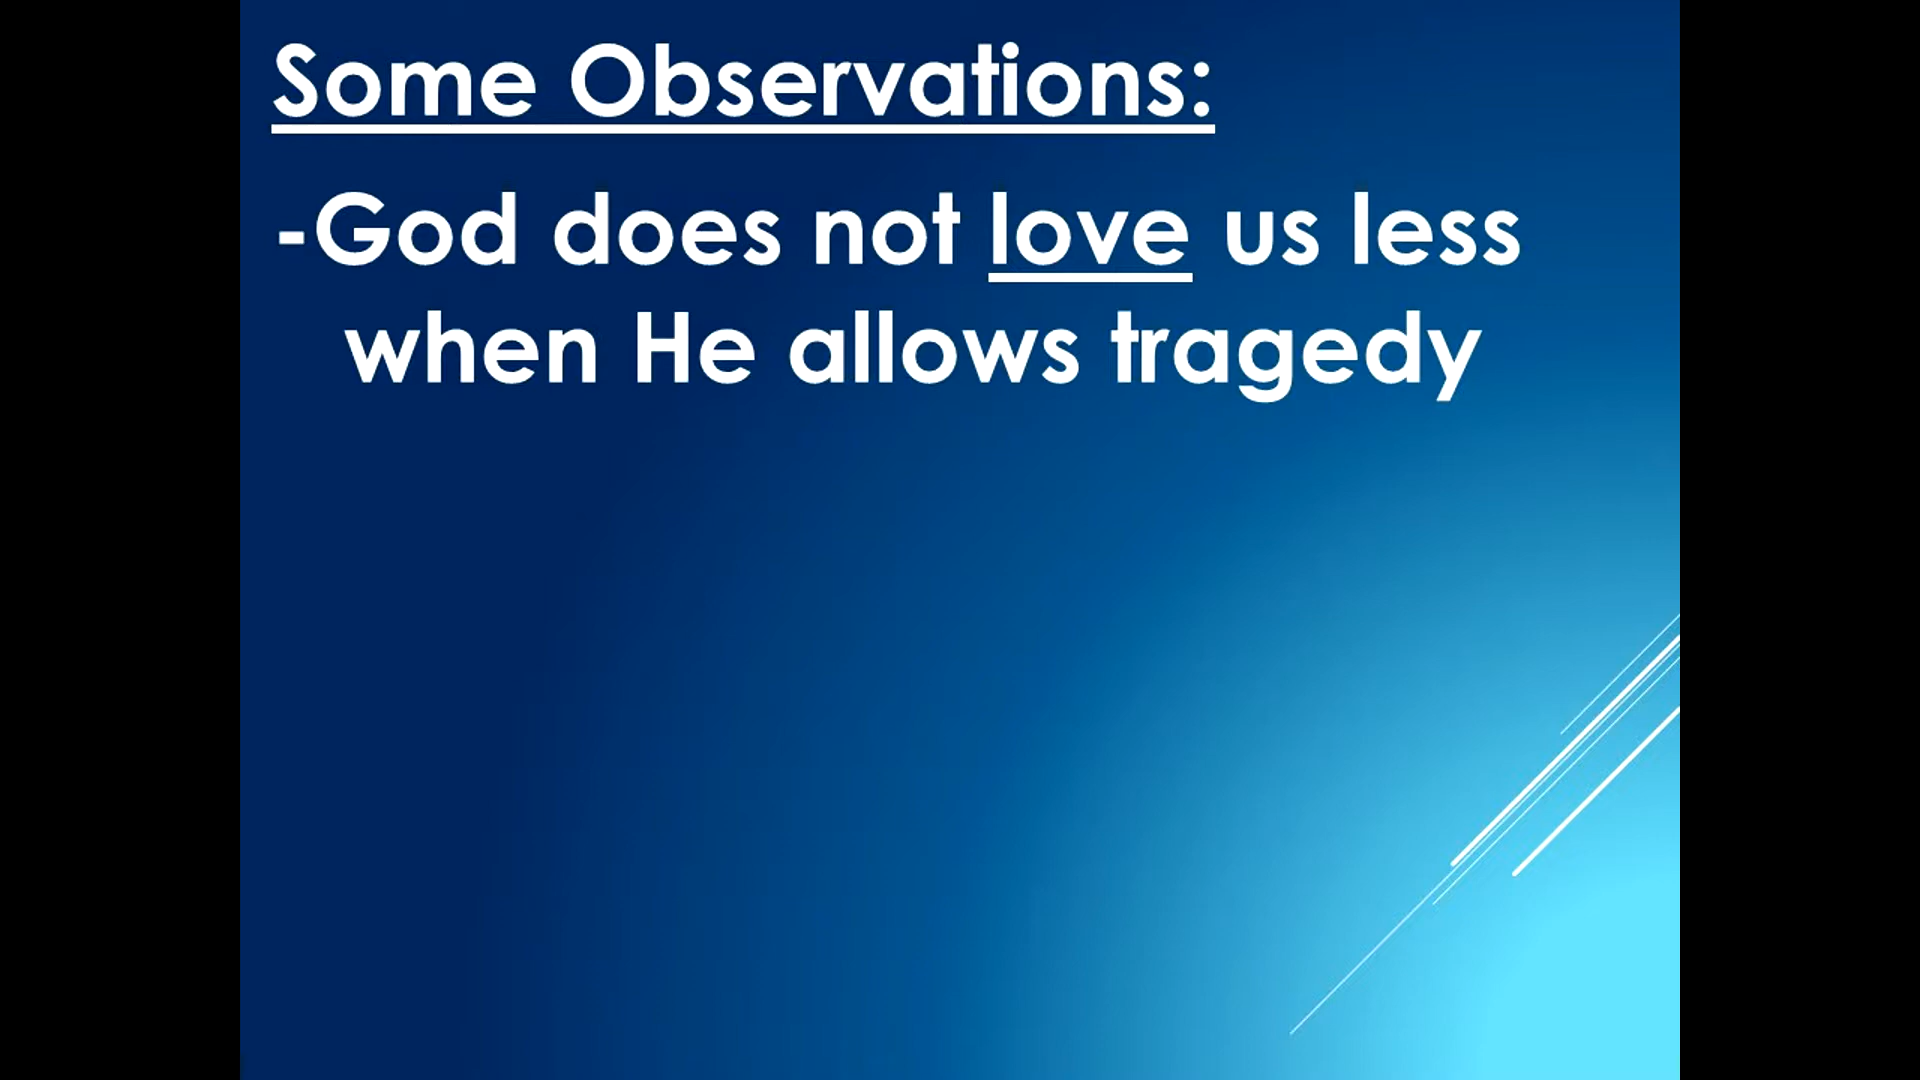 Some Observations:
-God does not love us less
when He allows tragedy